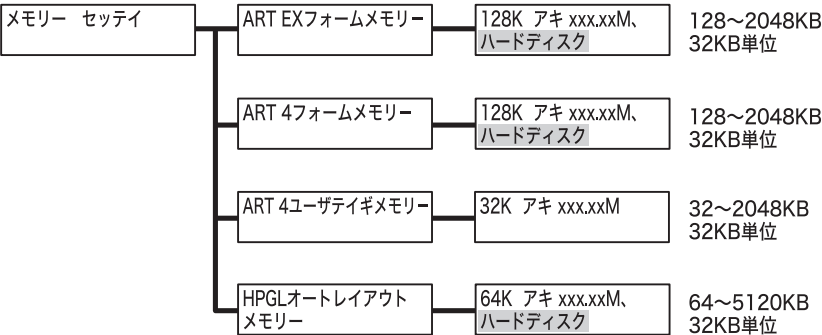 メモリー セッテイ
ART EXフォームメモリー
128K アキ xxx.xxM、
ハードディスク
128〜2048KB
32KB単位
ART 4フォームメモリー
128K アキ xxx.xxM、
ハードディスク
128〜2048KB
32KB単位
ART 4ユーザテイギメモリー
32K アキ xxx.xxM
32〜2048KB
32KB単位
HPGLオートレイアウト
メモリー
64K アキ xxx.xxM、
ハードディスク
64〜5120KB
32KB単位